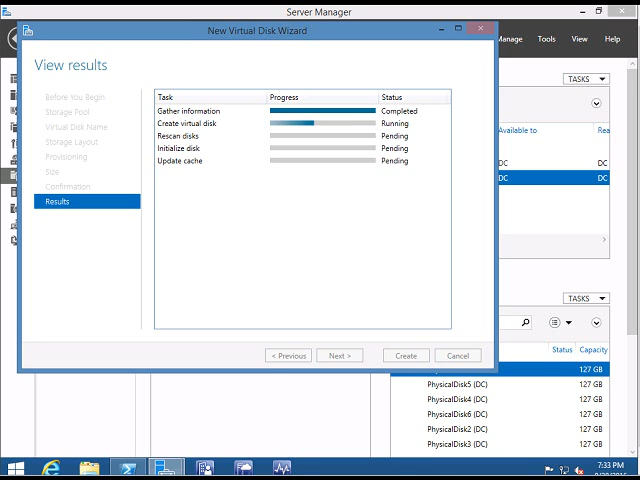 Server Manager
New Virtual Disk Wizard
Manage Tools View Help
View results
TASKS
Before You Begin
Storage Pool
Virtual Disk Name
Storage Layout
Provisioning
Size
Confirmation
Results
Task Progress Status
Gather information Completed
Create virtual disk Running
Rescan disks Pending
Initialize disk Pending
Update cache Pending
Available to Rea
DC DC
DC DC
TASKS
< Previous Next > Create Cancel
Status Capacity
127 GB
PhysicalDisk5 (DC) 127 GB
PhysicalDisk4 (DC) 127 GB
PhysicalDisk6 (DC) 127 GB
PhysicalDisk2 (DC) 127 GB
PhysicalDisk3 (DC) 127 GB
7:33 PM